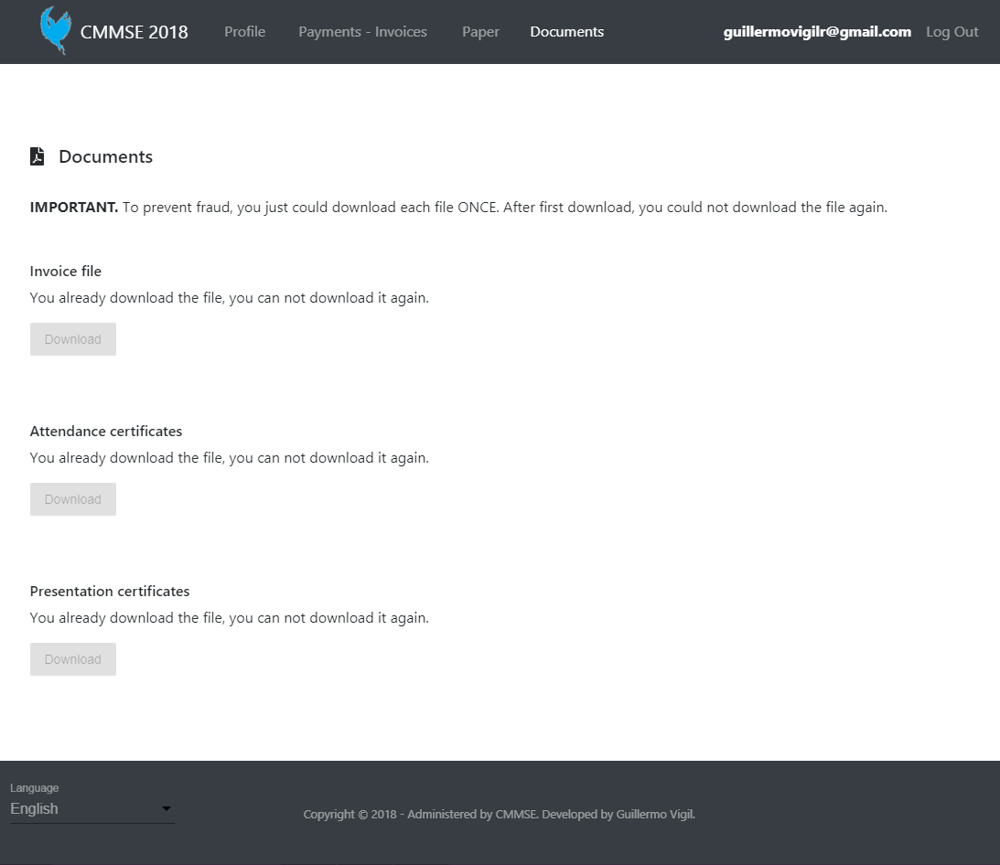 CMMSE 2018 Profile Payments - Invoices Paper Documents guillermovigilr@gmail.com Log Out
Documents
IMPORTANT. To prevent fraud, you just could download each file ONCE. After first download, you could not download the file again.
Invoice file
You already download the file, you can not download it again.
Download
Attendance certificates
You already download the file, you can not download it again.
Download
Presentation certificates
You already download the file, you can not download it again.
Download
Language
English
Copyright © 2018 - Administered by CMMSE. Developed by Guillermo Vigil.